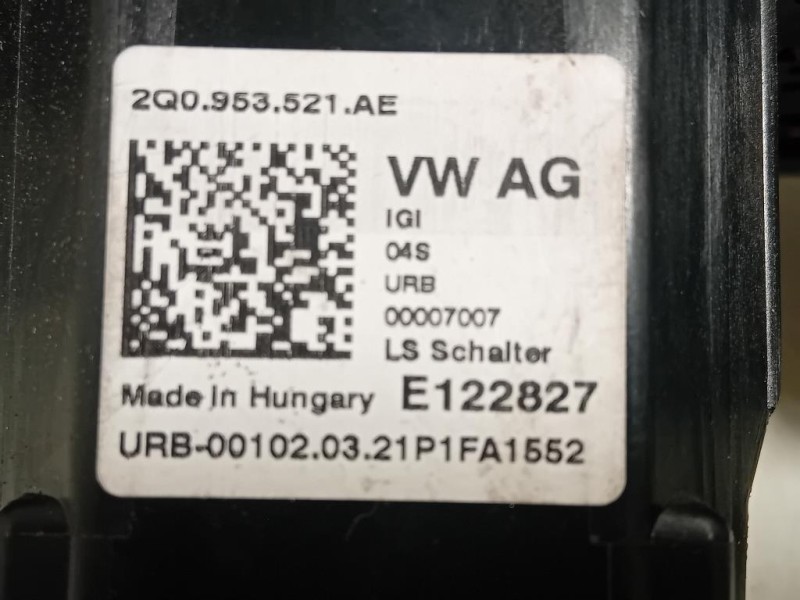 2Q0.953.521.AE
VW AG
IGI
04S
URB
00007007
LS Schalter
Made In Hungary E122827
URB-00102.03.21P1FA1552